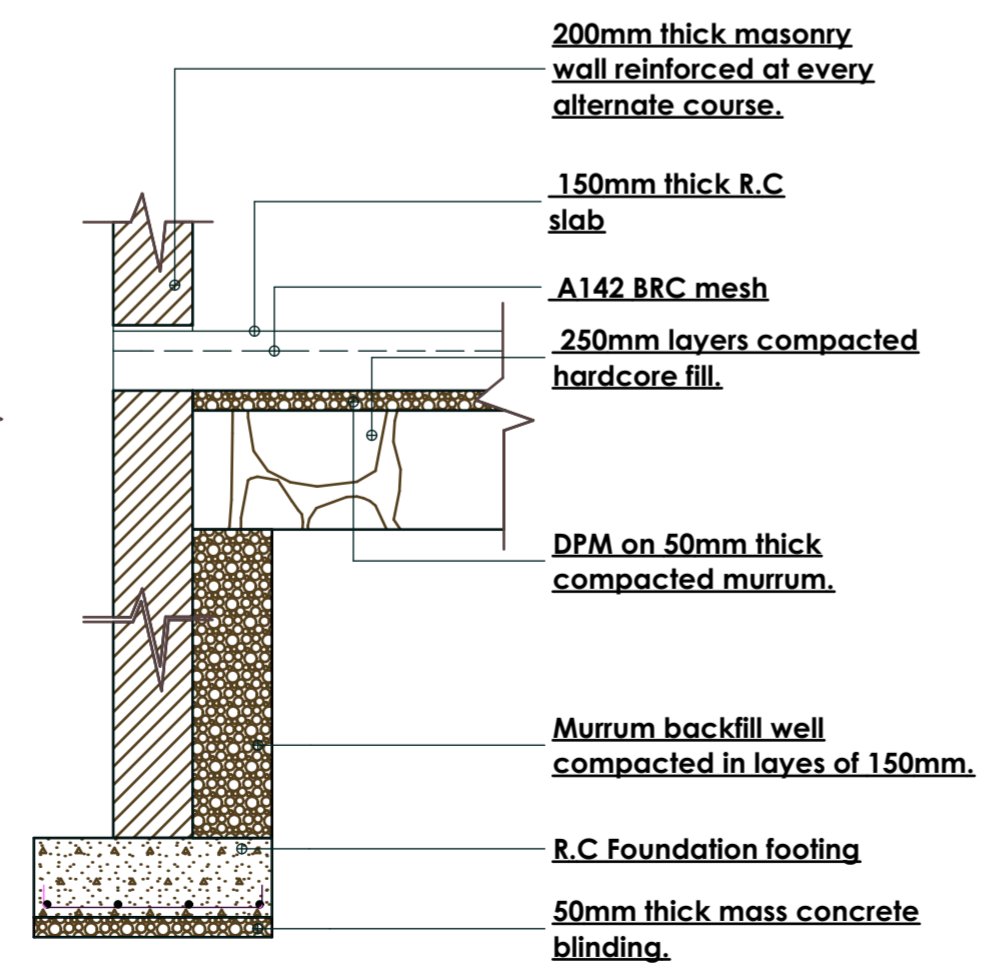 200mm thick masonry
wall reinforced at every
alternate course.
150mm thick R.C
slab
A142 BRC mesh
250mm layers compacted
hardcore fill.
DPM on 50mm thick
compacted murrum.
Murrum backfill well
compacted in layes of 150mm.
R.C Foundation footing
50mm thick mass concrete
blinding.